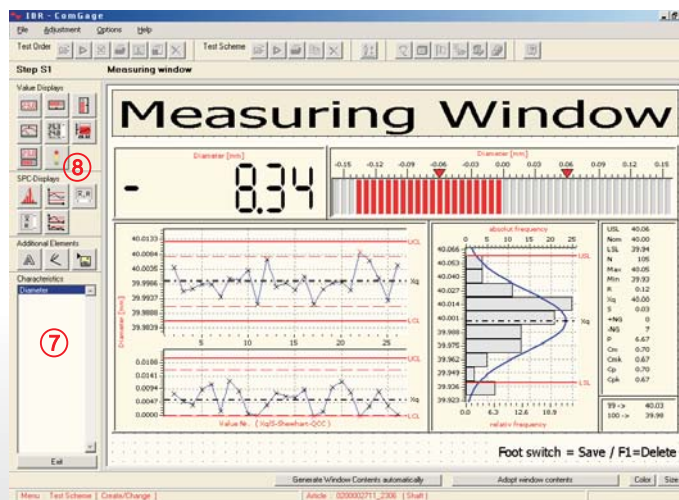 IBR - ComGage
File Adjustment Options Help
Test Order Test Scheme
Step S1 Measuring window
Value Displays
⑧
SPC-Displays
Additional Elements
Characteristics
Diameter
⑦
Exit
Measuring Window
Diameter [mm]
- 8.34
Diameter [mm]
-0.15 -0.12 -0.09 -0.06 -0.03 0.00 0.03 0.06 0.09 0.12 0.15
Diameter [mm]
40.0133
40.0084
40.0035
39.9986
39.9937
39.9888
39.9839
UCL
Xq
LSL
5 10 15 20 25
0.0188
0.0141
0.0094
0.0047
0.0000
UCL
Xq
LCL
Value Nr. ( Xq/S-Shewhart-QCC )
absolut frequency
0 5 10 15 20 25
40.066
40.053
40.040
40.027
40.014
40.001
39.988
39.975
39.962
39.949
39.936
39.923
USL
Xq
LSL
0.0 6.3 12.6 18.9
relativ frequency
USL 40.06
Nom 40.00
LSL 39.94
N 105
Max 40.05
Min 39.93
R 0.12
Xq 40.00
S 0.03
+NG 0
-NG 7
P 6.67
Cm 0.70
Cmk 0.67
Cp 0.70
Cpk 0.67
99 -> 40.03
100 -> 39.98
Foot switch = Save / F1=Delete
Generate Window Contents automatically Adopt window contents Color Size
Menu : Test Scheme [ Create/Change ] Article : 0200002711_2306 (Shaft)